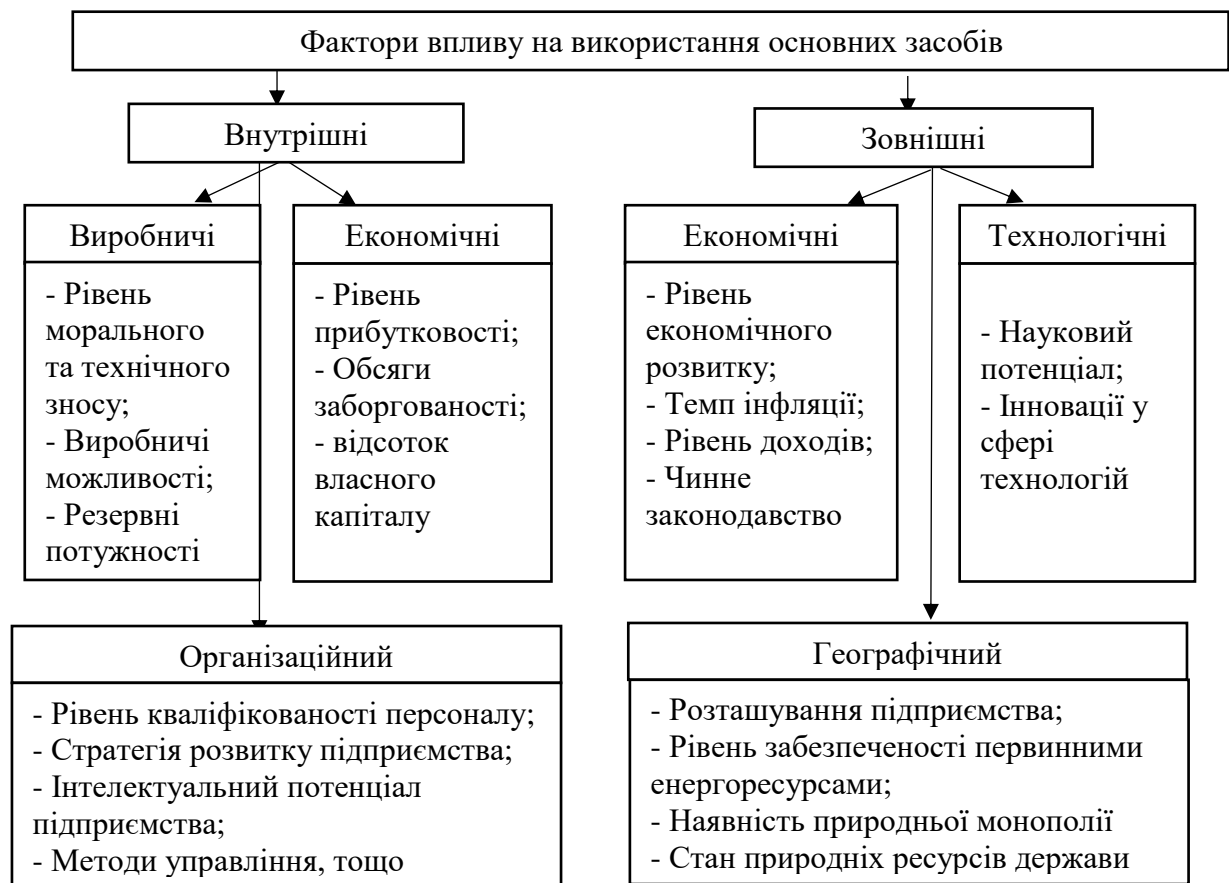 Фактори впливу на використання основних засобів
Внутрішні
Зовнішні
Виробничі
- Рівень
морального
та технічного
зносу;
- Виробничі
можливості;
- Резервні
потужності
Економічні
- Рівень
прибутковості;
- Обсяги
заборгованості;
- відсоток
власного
капіталу
Економічні
- Рівень
економічного
розвитку;
- Темп інфляції;
- Рівень доходів;
- Чинне
законодавство
Технологічні
- Науковий
потенціал;
- Інновації у
сфері
технологій
Організаційний
- Рівень кваліфікованості персоналу;
- Стратегія розвитку підприємства;
- Інтелектуальний потенціал
підприємства;
- Методи управління, тощо
Географічний
- Розташування підприємства;
- Рівень забезпеченості первинними
енергоресурсами;
- Наявність природньої монополії
- Стан природніх ресурсів держави